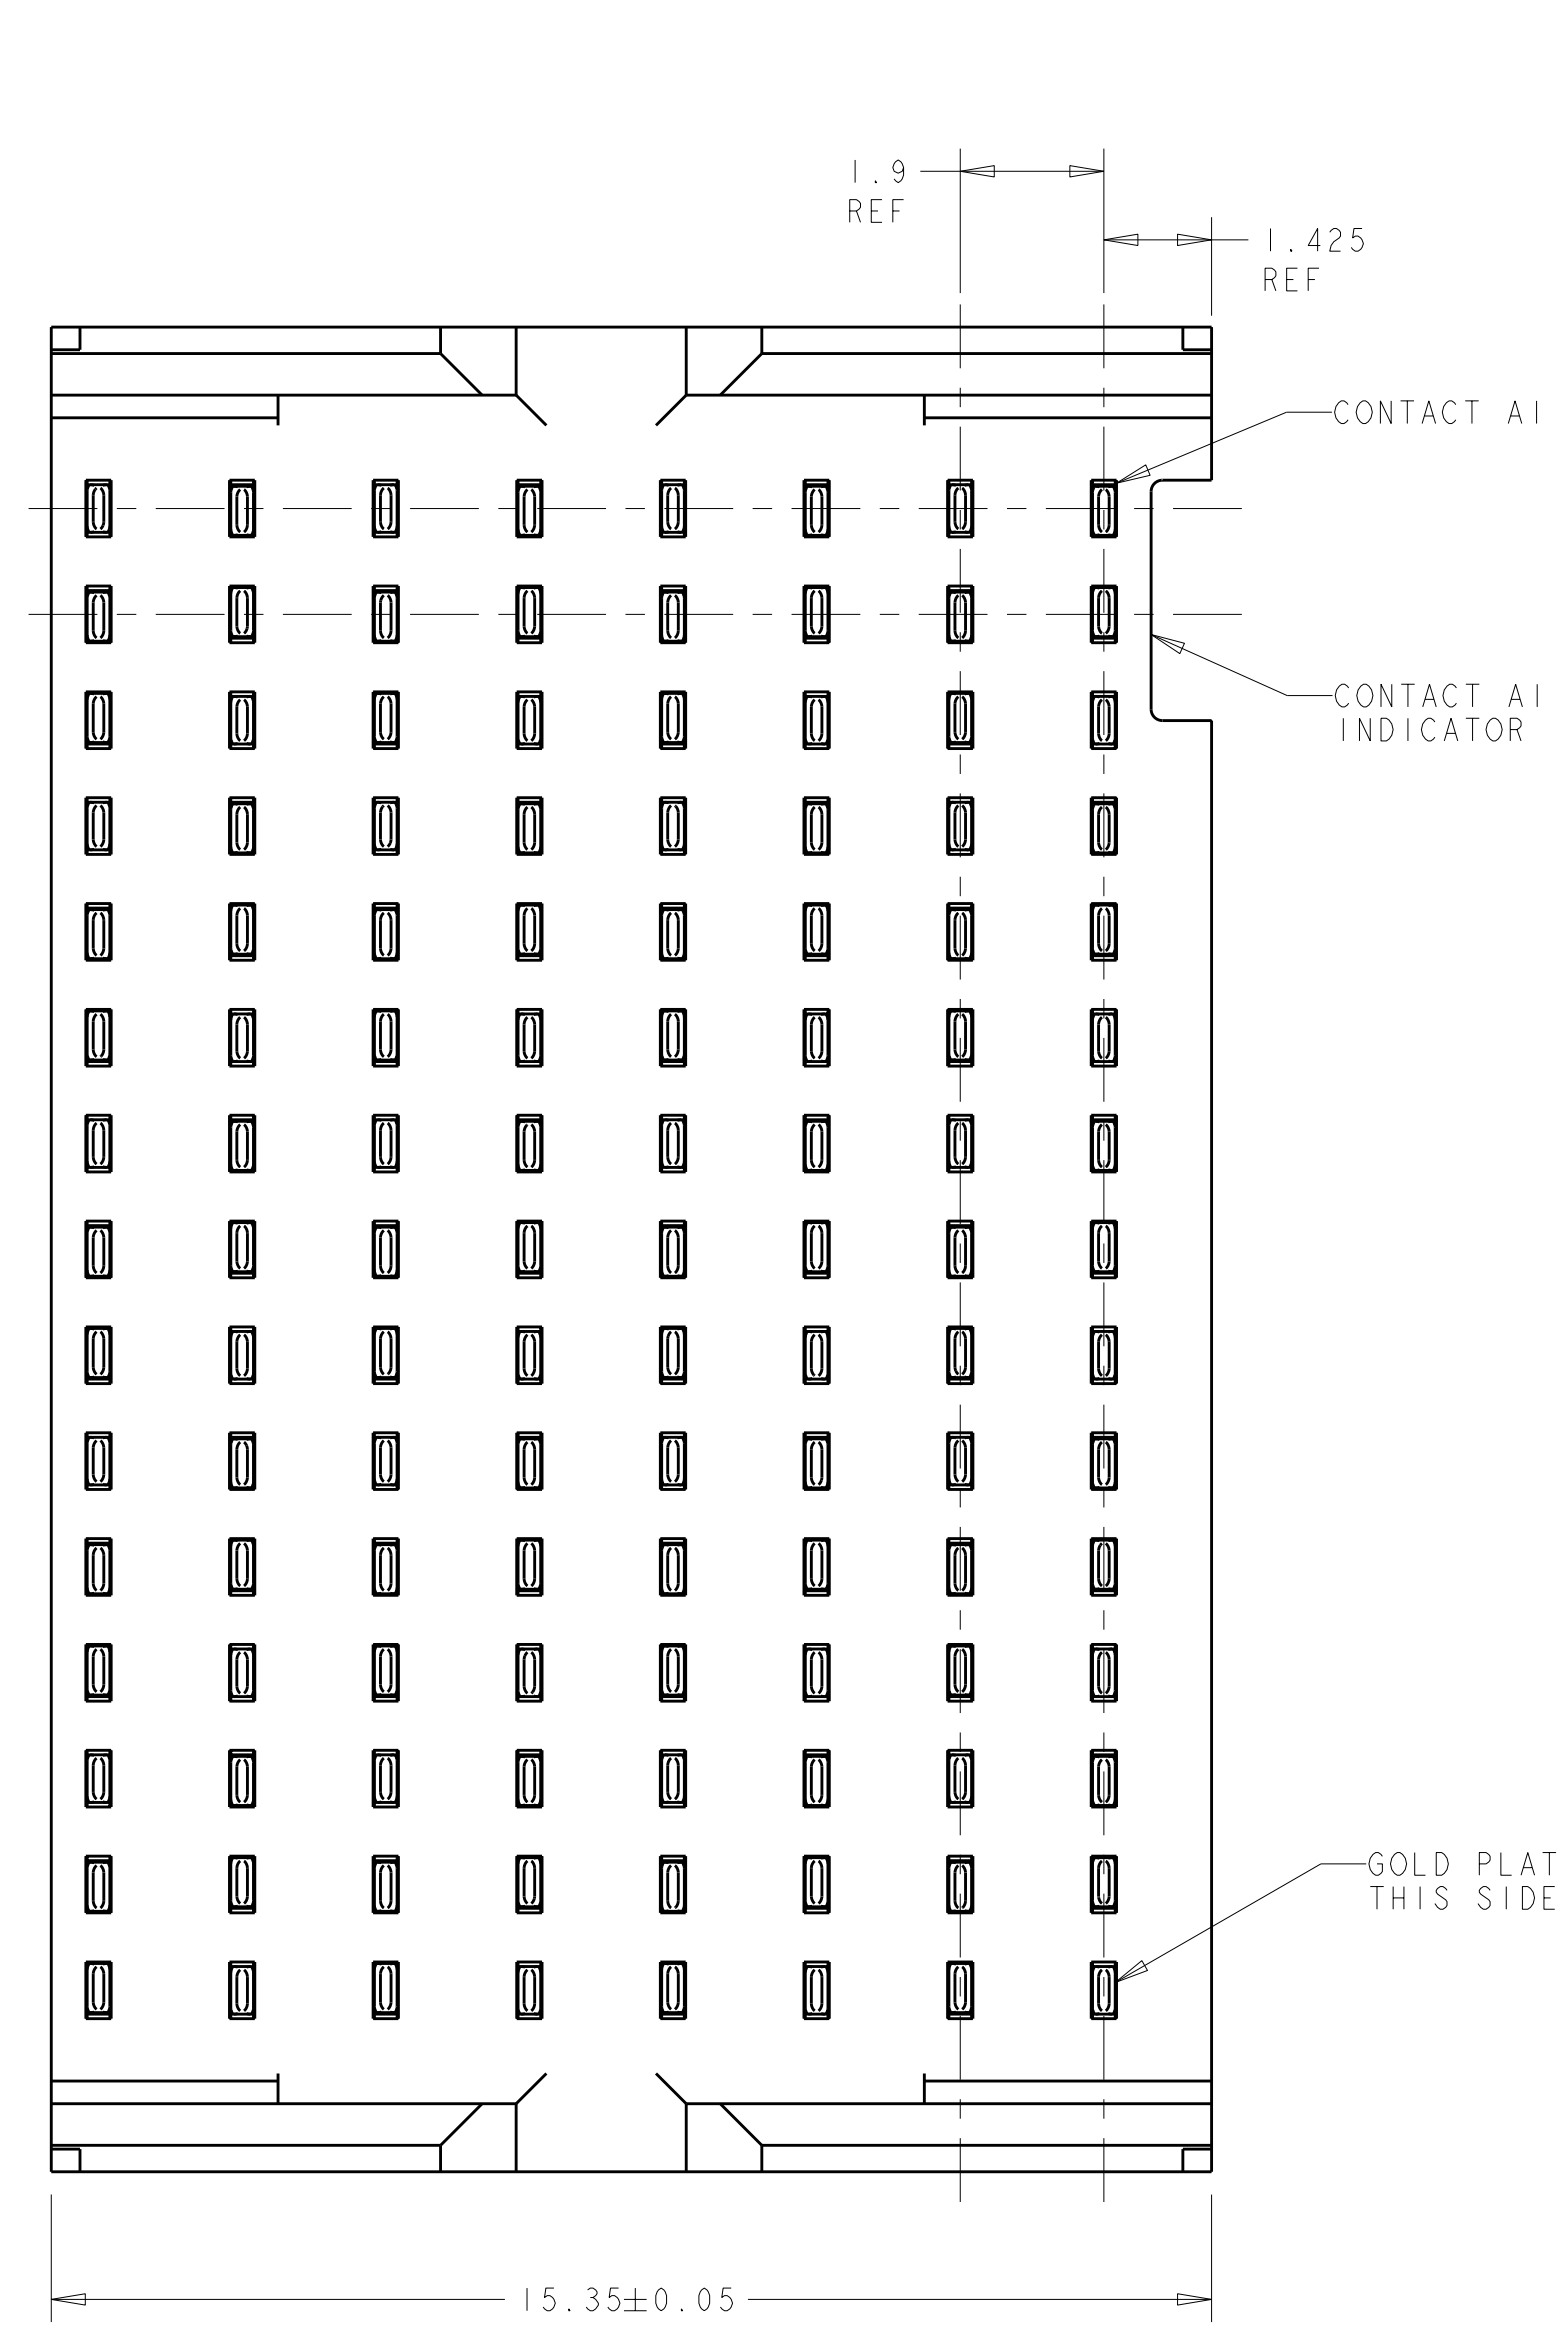 1.9
REF
1.425
REF
CONTACT A1
CONTACT A1
INDICATOR
GOLD PLAT
THIS SIDE
15.35±0.05